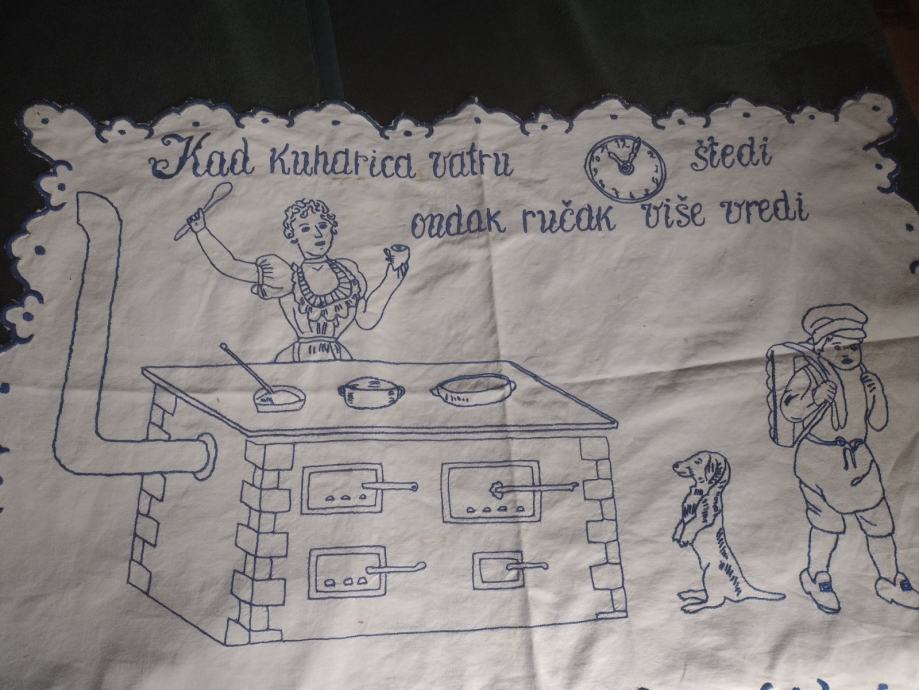 Kad kuharica vatru štedi
ondak ručak više vredi